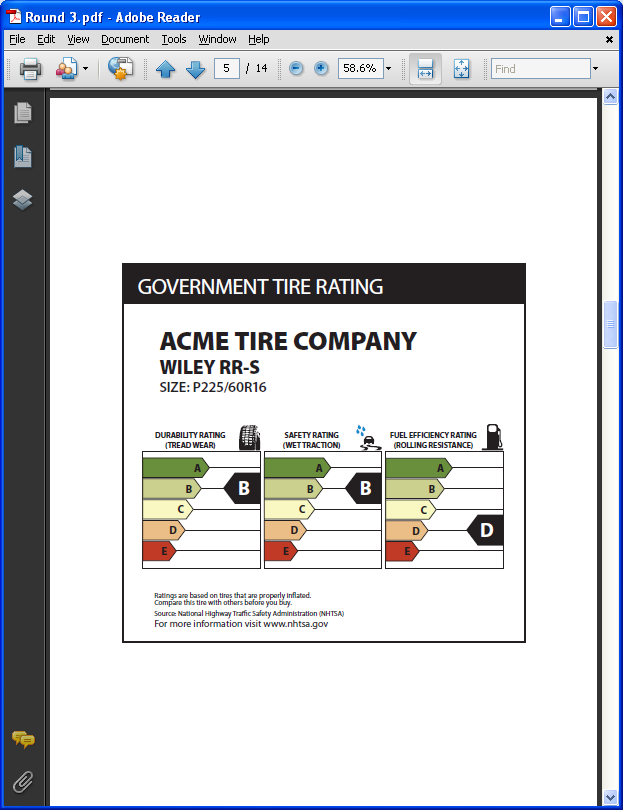 Round 3.pdf - Adobe Reader
File Edit View Document Tools Window Help
5 / 14 58.6% Find
GOVERNMENT TIRE RATING
ACME TIRE COMPANY
WILEY RR-S
SIZE: P225/60R16
DURABILITY RATING
(TREAD WEAR)
A
B
C
D
E
B
SAFETY RATING
(WET TRACTION)
A
B
C
D
E
B
FUEL EFFICIENCY RATING
(ROLLING RESISTANCE)
A
B
C
D
E
D
Ratings are based on tires that are properly inflated.
Compare this tire with others before you buy.
Source: National Highway Traffic Safety Administration (NHTSA)
For more information visit www.nhtsa.gov